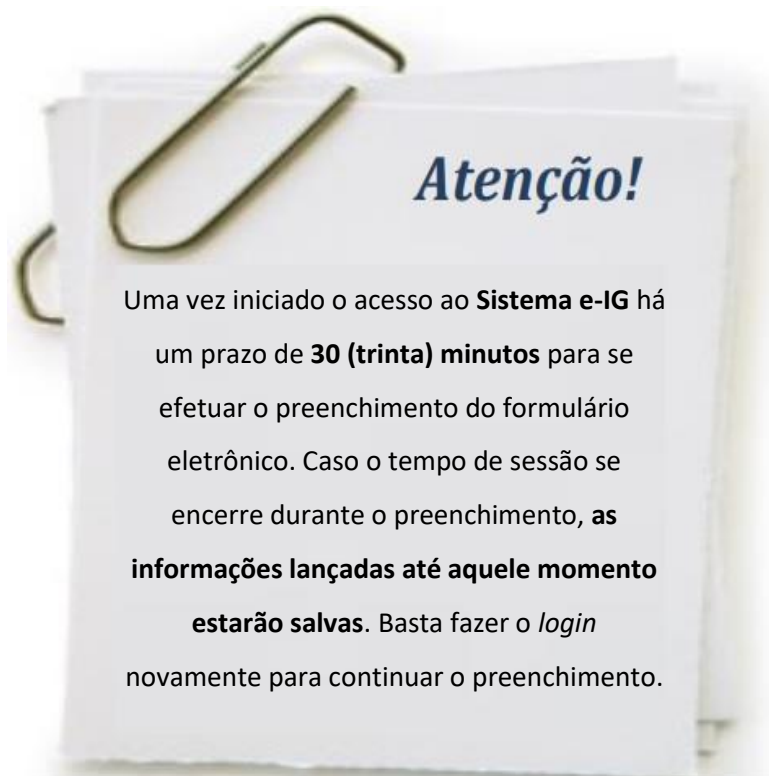 Atenção!
Uma vez iniciado o acesso ao Sistema e-IG há
um prazo de 30 (trinta) minutos para se
efetuar o preenchimento do formulário
eletrônico. Caso o tempo de sessão se
encerre durante o preenchimento, as
informações lançadas até aquele momento
estarão salvas. Basta fazer o login
novamente para continuar o preenchimento.